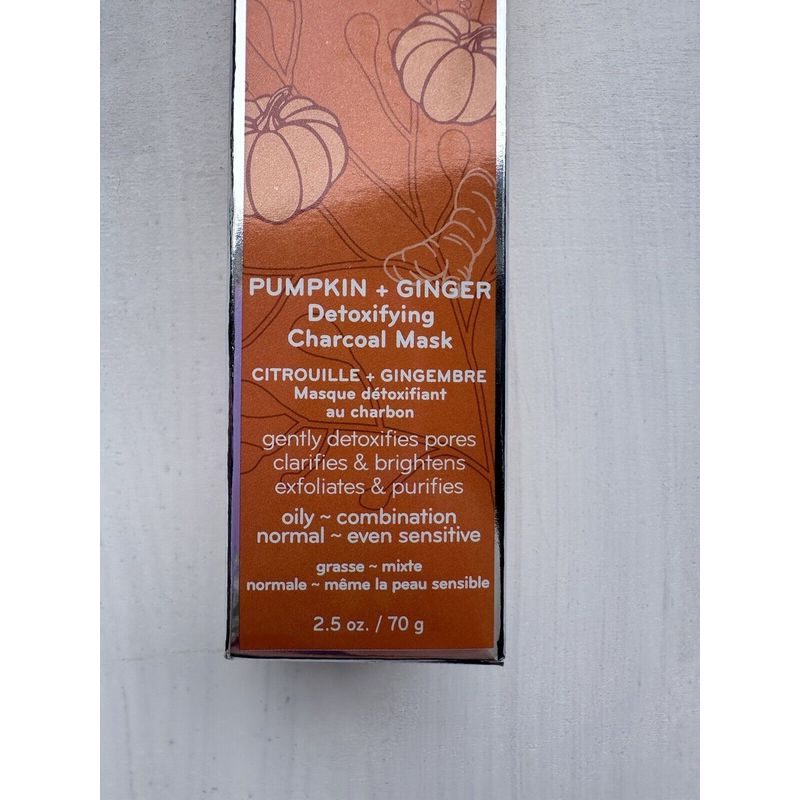 PUMPKIN + GINGER
Detoxifying
Charcoal Mask
CITROUILLE + GINGEMBRE
Masque détoxifiant
au charbon
gently detoxifies pores
clarifies & brightens
exfoliates & purifies
oily ~ combination
normal ~ even sensitive
grasse ~ mixte
normale ~ même la peau sensible
2.5 oz. / 70 g